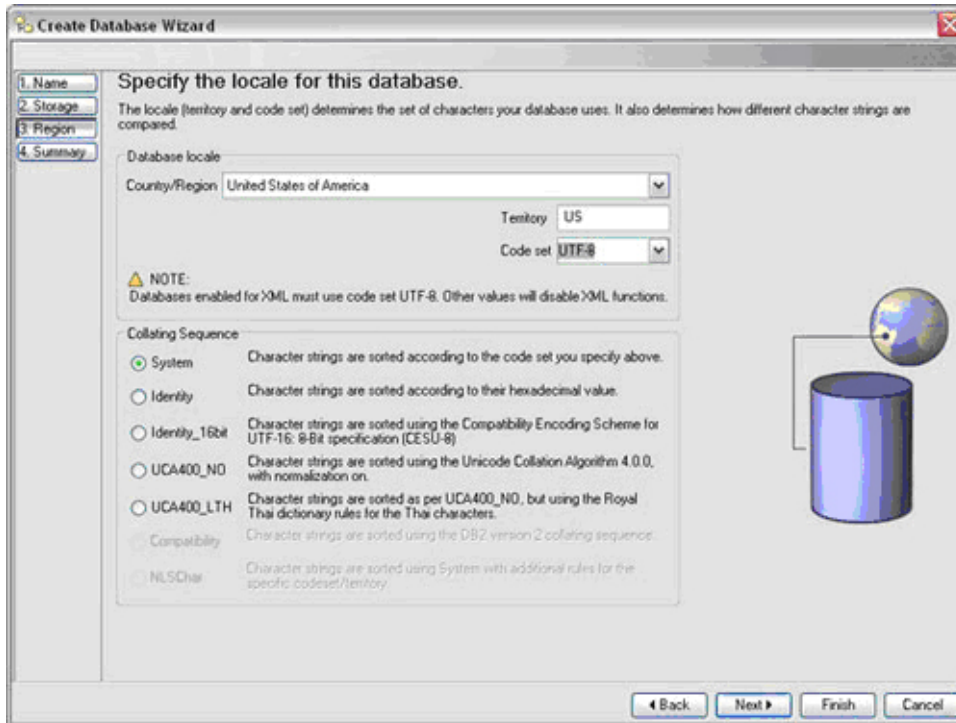 Create Database Wizard
1. Name
2. Storage
3. Region
4. Summary
Specify the locale for this database.
The locale (territory and code set) determines the set of characters your database uses. It also determines how different character strings are
compared.
Database locale
Country/Region United States of America
Territory US
Code set UTF-8
NOTE:
Databases enabled for XML must use code set UTF-8. Other values will disable XML functions.
Collating Sequence
System Character strings are sorted according to the code set you specify above.
Identity Character strings are sorted according to their hexadecimal value.
Identity_16bit Character strings are sorted using the Compatibility Encoding Scheme for
UTF-16: 8-Bit specification (CESU-8)
UCA400_NO Character strings are sorted using the Unicode Collation Algorithm 4.0.0,
with normalization on.
UCA400_LTH Character strings are sorted as per UCA400_NO, but using the Royal
Thai dictionary rules for the Thai characters.
Compatibility Character strings are sorted using the DB2 version 2 collating sequence.
NLSChar Character strings are sorted using System with additional rules for the
specific codeset/territory.
Back Next Finish Cancel